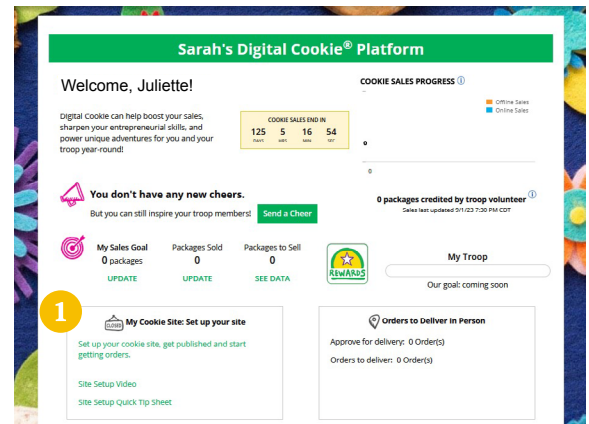 Sarah's Digital Cookie® Platform
Welcome, Juliette!
Digital Cookie can help boost your sales,
sharpen your entrepreneurial skills, and
power unique adventures for you and your
troop year-round!
COOKIE SALES END IN
125 5 16 54
DAYS HRS MIN SEC
COOKIE SALES PROGRESS
Offline Sales
Online Sales
0
0
You don't have any new cheers.
But you can still inspire your troop members!
Send a Cheer
0 packages credited by troop volunteer
Sales last updated 9/1/23 7:30 PM CDT
My Sales Goal
0 packages
UPDATE
Packages Sold
0
UPDATE
Packages to Sell
0
SEE DATA
REWARDS
My Troop
Our goal: coming soon
1
CLOSED
My Cookie Site: Set up your site
Set up your cookie site, get published and start
getting orders.
Site Setup Video
Site Setup Quick Tip Sheet
Orders to Deliver In Person
Approve for delivery: 0 Order(s)
Orders to deliver: 0 Order(s)